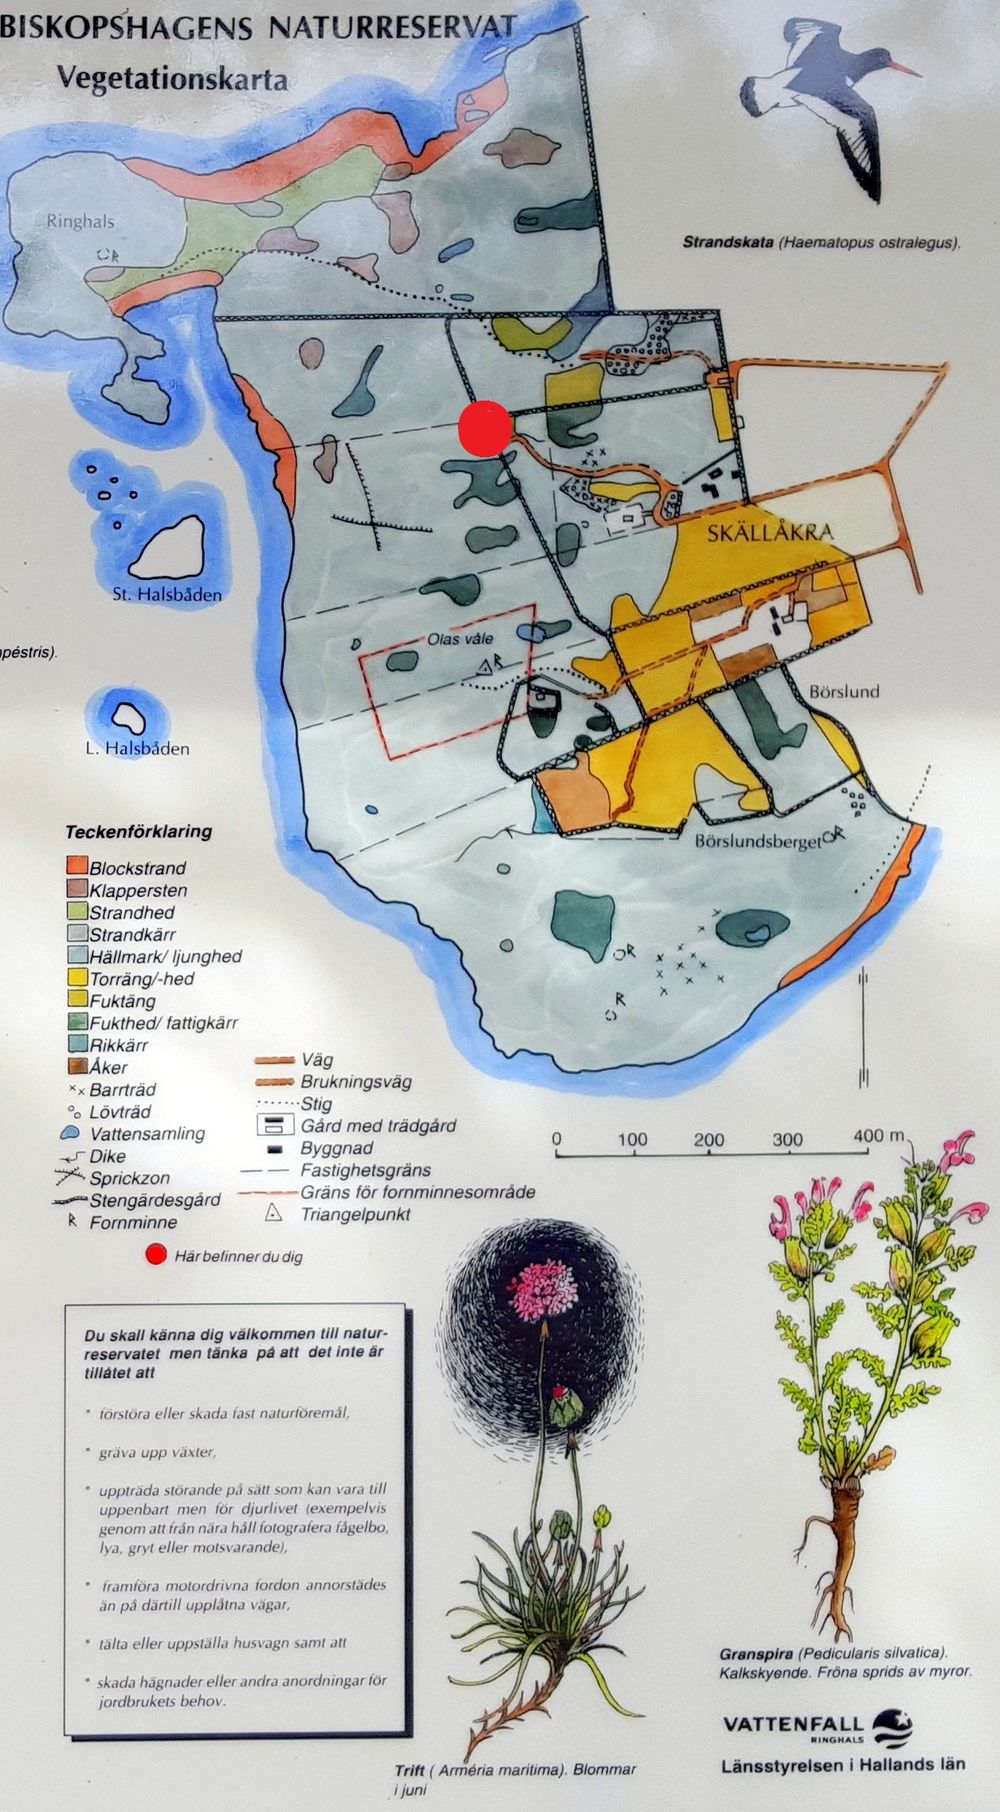 BISKOPSHAGENS NATURRESERVAT
Vegetationskarta
Ringhals
R
Strandskata (Haematopus ostralegus).
SKÄLLÅKRA
St. Halsbåden
péstris).
Olas våle
R
Börslund
L. Halsbåden
Börslundsberget
R
R
R
Teckenförklaring
Blockstrand
Klappersten
Strandhed
Strandkärr
Hällmark/ ljunghed
Torräng/-hed
Fuktäng
Fukthed/ fattigkärr
Rikkärr
Åker
Barrträd
Lövträd
Vattensamling
Dike
Sprickzon
Stengärdesgård
R Fornminne
Väg
Brukningsväg
Stig
Gård med trädgård
Byggnad
Fastighetsgräns
Gräns för fornminnesområde
Triangelpunkt
Här befinner du dig
0 100 200 300 400 m
Du skall känna dig välkommen till natur-
reservatet men tänka på att det inte är
tillåtet att
* förstöra eller skada fast naturföremål,
* gräva upp växter,
* uppträda störande på sätt som kan vara till
uppenbart men för djurlivet (exempelvis
genom att från nära håll fotografera fågelbo,
lya, gryt eller motsvarande),
* framföra motordrivna fordon annorstädes
än på därtill upplåtna vägar,
* tälta eller uppställa husvagn samt att
* skada hägnader eller andra anordningar för
jordbrukets behov.
Trift ( Arméria maritima). Blommar
i juni
Granspira (Pedicularis silvatica).
Kalkskyende. Fröna sprids av myror.
VATTENFALL
RINGHALS
Länsstyrelsen i Hallands län